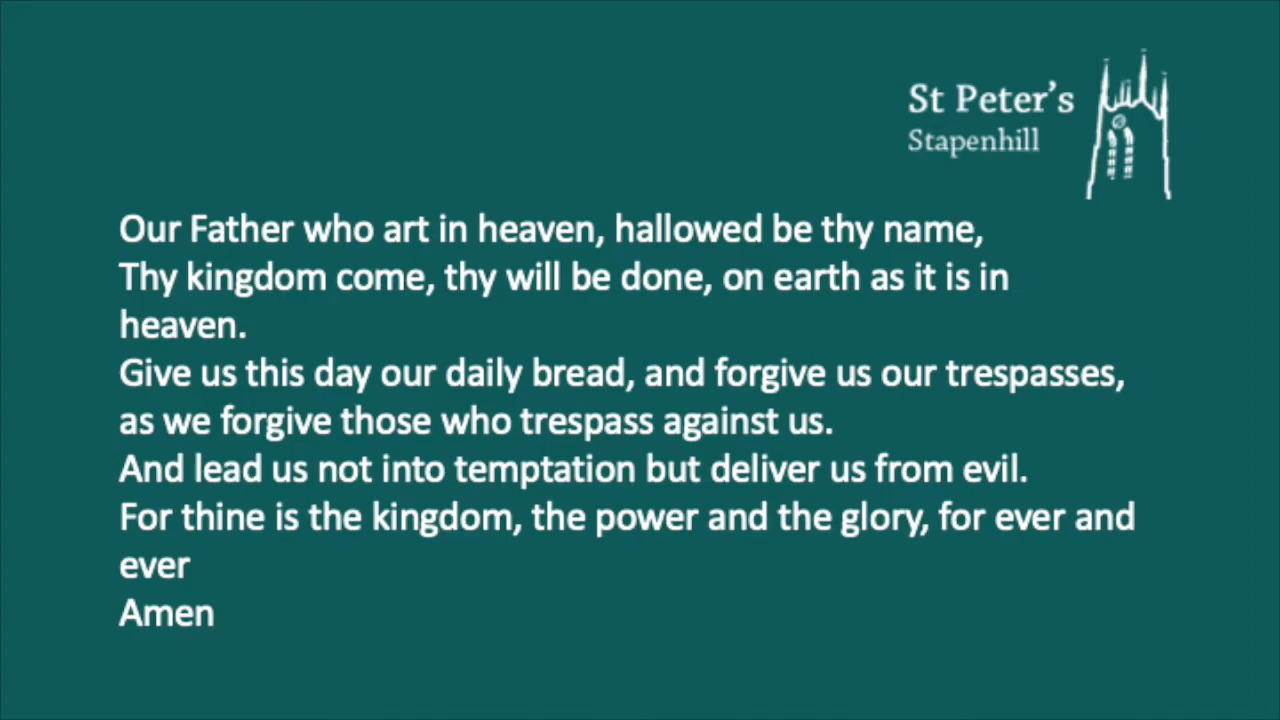 St Peter's
Stapenhill
Our Father who art in heaven, hallowed be thy name,
Thy kingdom come, thy will be done, on earth as it is in
heaven.
Give us this day our daily bread, and forgive us our trespasses,
as we forgive those who trespass against us.
And lead us not into temptation but deliver us from evil.
For thine is the kingdom, the power and the glory, for ever and
ever
Amen